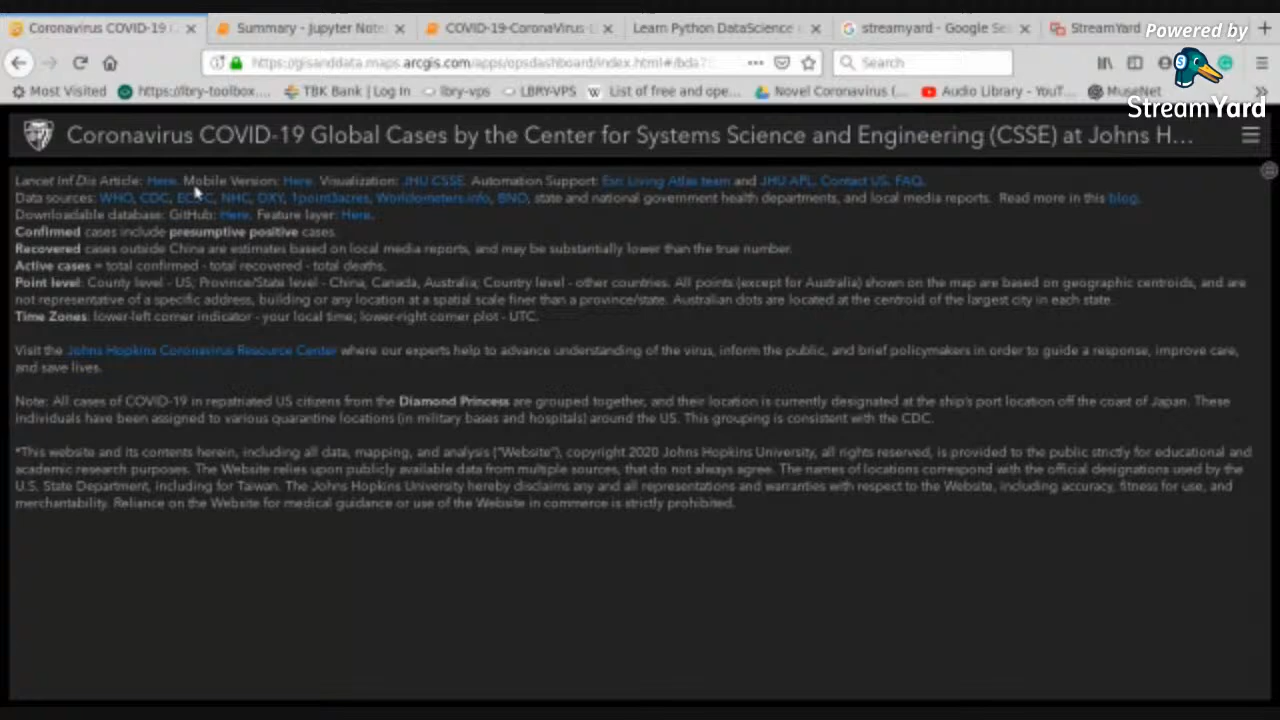 Coronavirus COVID-19
Summary - Jupyter Note
COVID-19-CoronaVirus-
Learn Python DataScience
streamyard - Google Se
StreamYard
Powered by
https://gisanddata.maps.arcgis.com/apps/opsdashboard/index.html#/bda7
Search
StreamYard
Most Visited
https://lbry-toolbox....
TBK Bank | Log In
lbry-vps
LBRY-VPS
W List of free and ope...
Novel Coronavirus (...
Audio Library - YouT...
MuseNet
Coronavirus COVID-19 Global Cases by the Center for Systems Science and Engineering (CSSE) at Johns H...
Lancet Inf Dis Article: Here. Mobile Version: Here. Visualization: JHU CSSE. Automation Support: Esri Living Atlas team and JHU APL. Contact US. FAQ.
Data sources: WHO, CDC, ECDC, NHC, DXY, 1point3acres, Worldometers.info, BNO, state and national government health departments, and local media reports. Read more in this blog.
Downloadable database: GitHub: Here. Feature layer: Here.
Confirmed cases include presumptive positive cases.
Recovered cases outside China are estimates based on local media reports, and may be substantially lower than the true number.
Active cases = total confirmed - total recovered - total deaths.
Point level: County level - US; Province/State level - China, Canada, Australia; Country level - other countries. All points (except for Australia) shown on the map are based on geographic centroids, and are
not representative of a specific address, building or any location at a spatial scale finer than a province/state. Australian dots are located at the centroid of the largest city in each state.
Time Zones: lower-left corner indicator - your local time; lower-right corner plot - UTC.
Visit the Johns Hopkins Coronavirus Resource Center where our experts help to advance understanding of the virus, inform the public, and brief policymakers in order to guide a response, improve care,
and save lives.
Note: All cases of COVID-19 in repatriated US citizens from the Diamond Princess are grouped together, and their location is currently designated at the ship's port location off the coast of Japan. These
individuals have been assigned to various quarantine locations (in military bases and hospitals) around the US. This grouping is consistent with the CDC.
*This website and its contents herein, including all data, mapping, and analysis ("Website"), copyright 2020 Johns Hopkins University, all rights reserved, is provided to the public strictly for educational and
academic research purposes. The Website relies upon publicly available data from multiple sources, that do not always agree. The names of locations correspond with the official designations used by the
U.S. State Department, including for Taiwan. The Johns Hopkins University hereby disclaims any and all representations and warranties with respect to the Website, including accuracy, fitness for use, and
merchantability. Reliance on the Website for medical guidance or use of the Website in commerce is strictly prohibited.